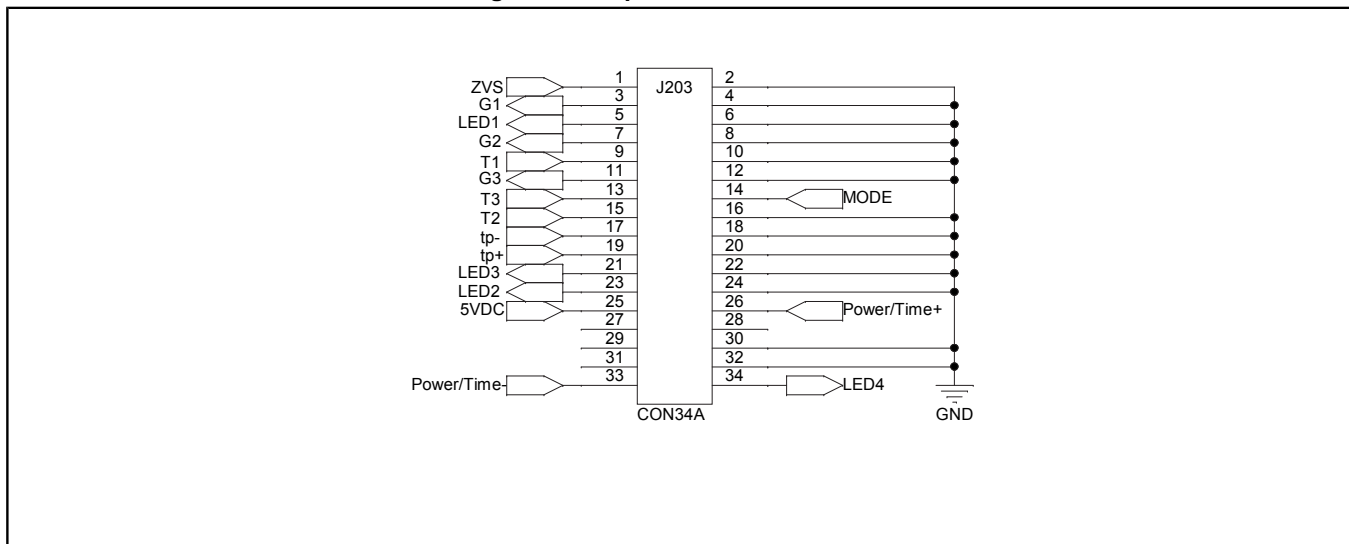 1 J203 2
ZVS
3 4
G1
5 6
LED1
7 8
G2
9 10
T1
11 12
G3
13 14
T3 MODE
15 16
T2
17 18
tp-
19 20
tp+
21 22
LED3
23 24
LED2
25 26
5VDC Power/Time+
27 28
29 30
31 32
33 34
Power/Time- LED4
CON34A GND